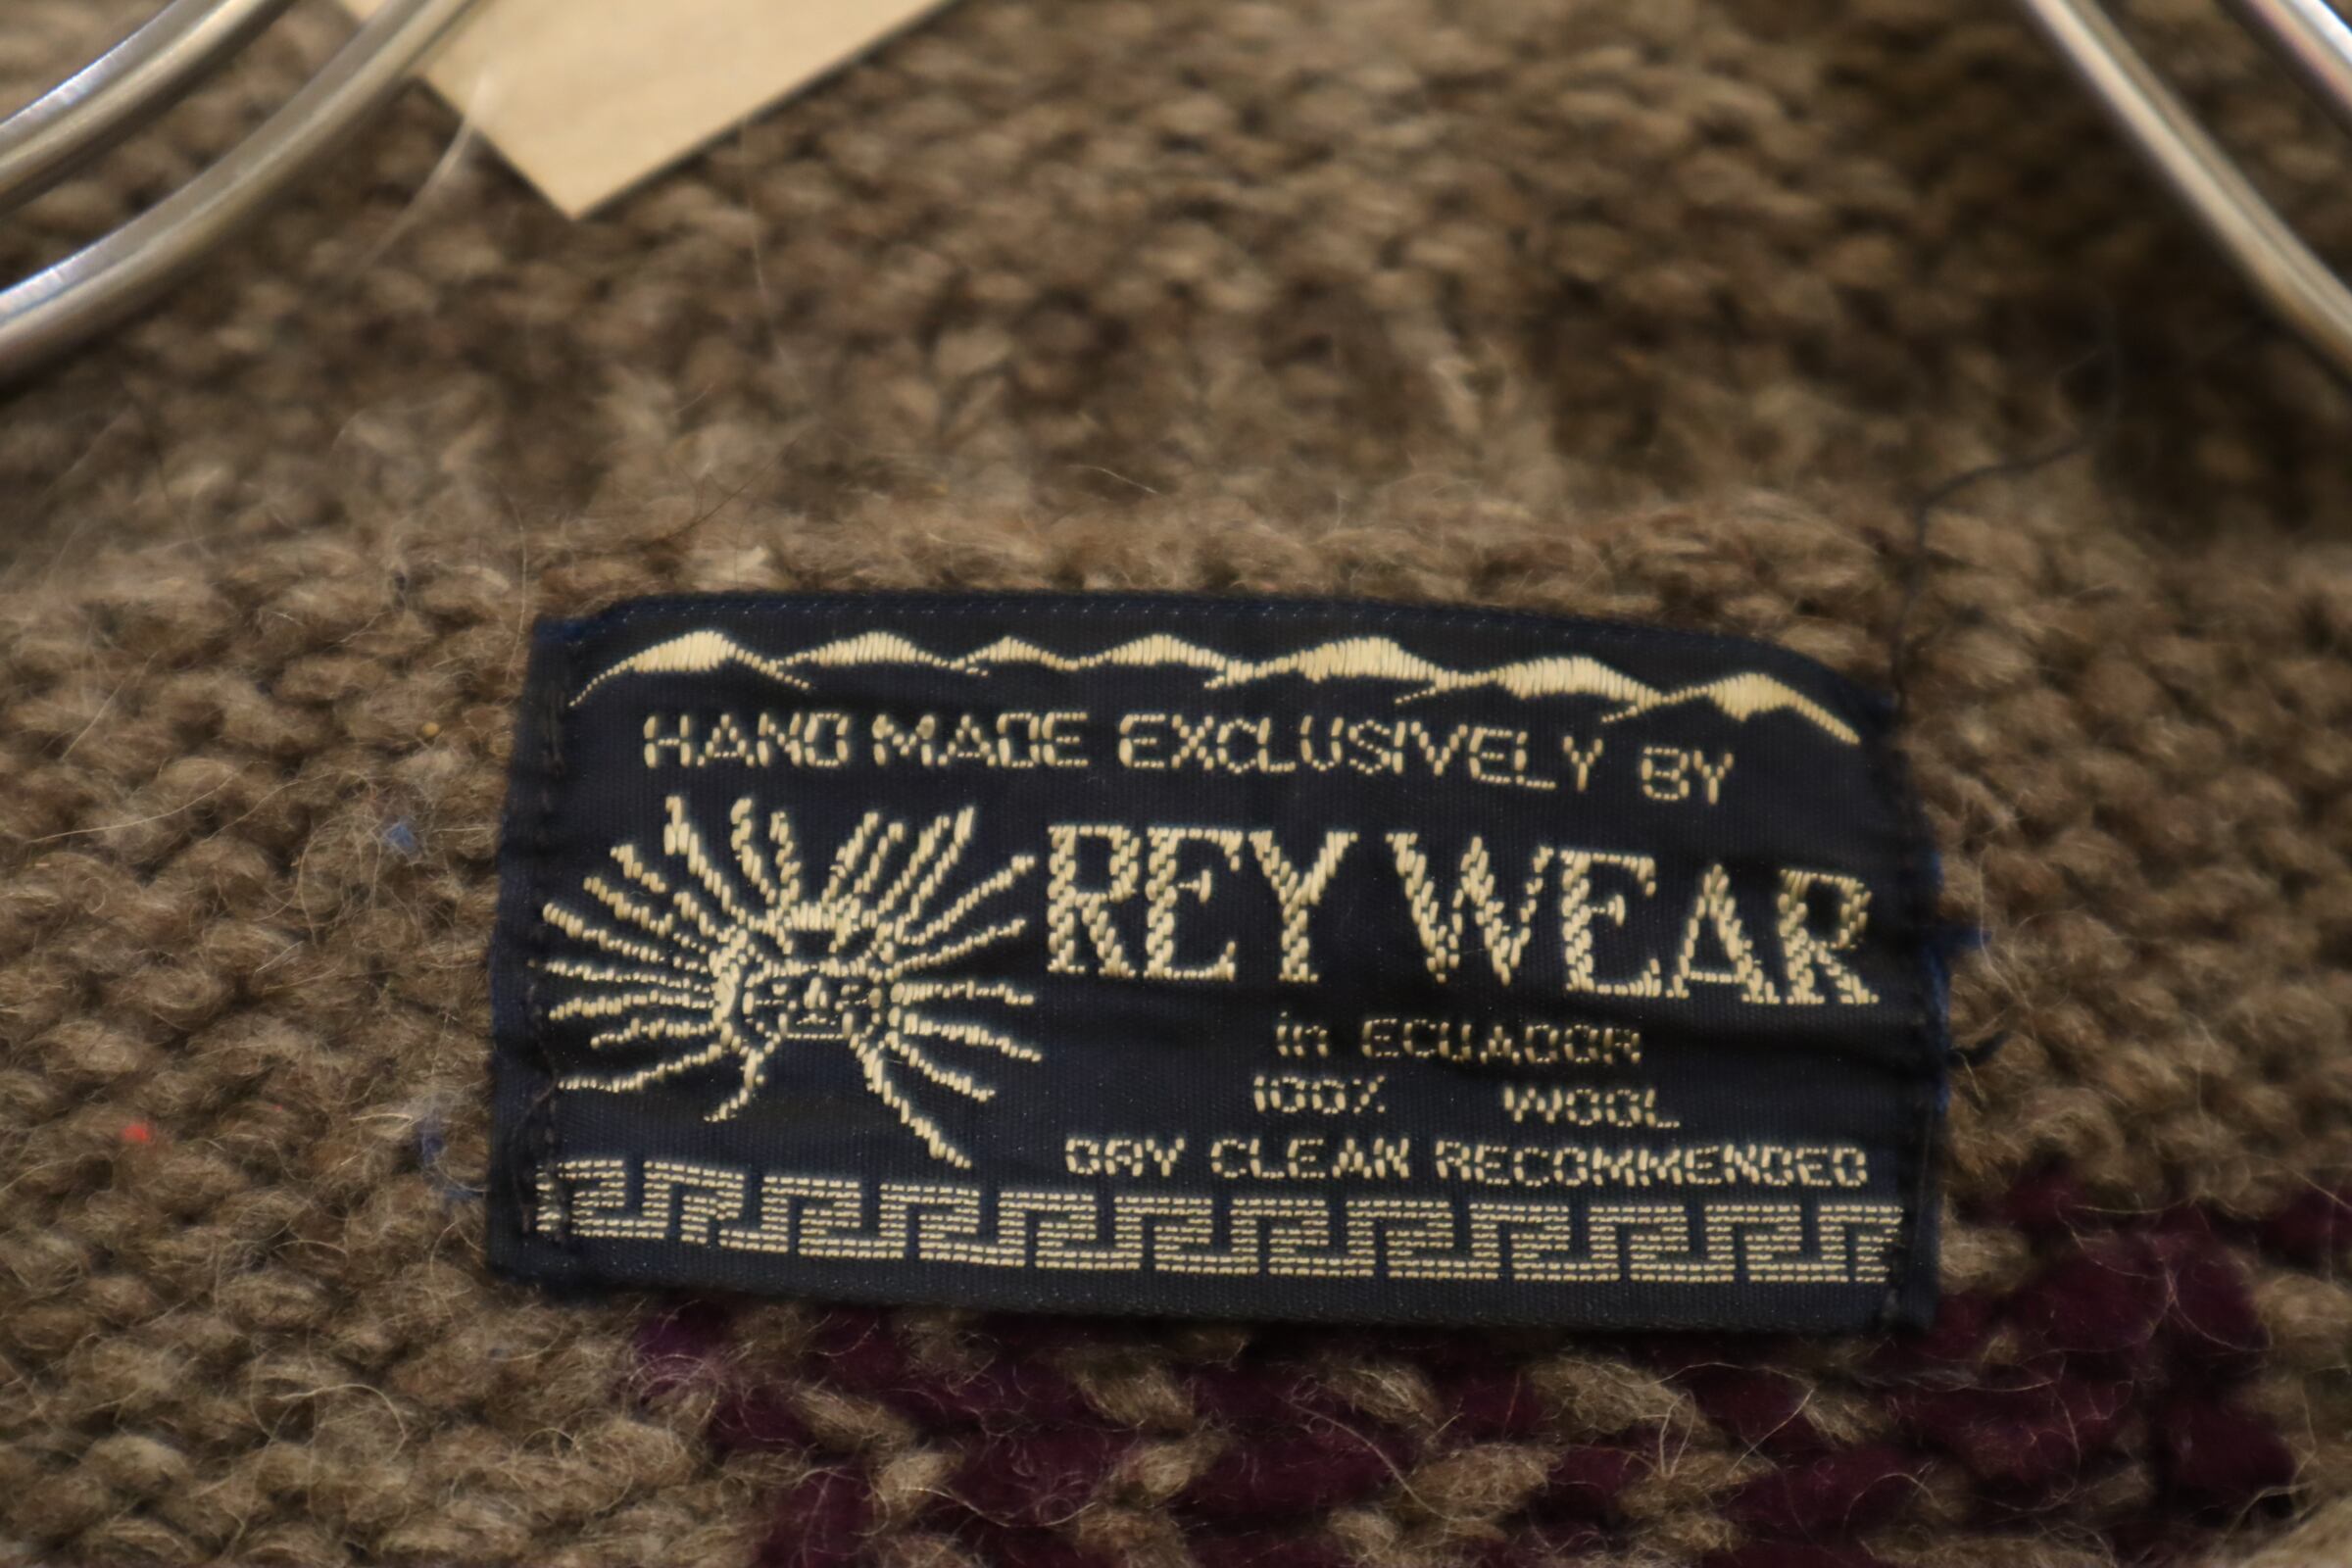 HAND MADE EXCLUSIVELY BY
REY WEAR
in ECUADOR
100% WOOL
DRY CLEAN RECOMMENDED